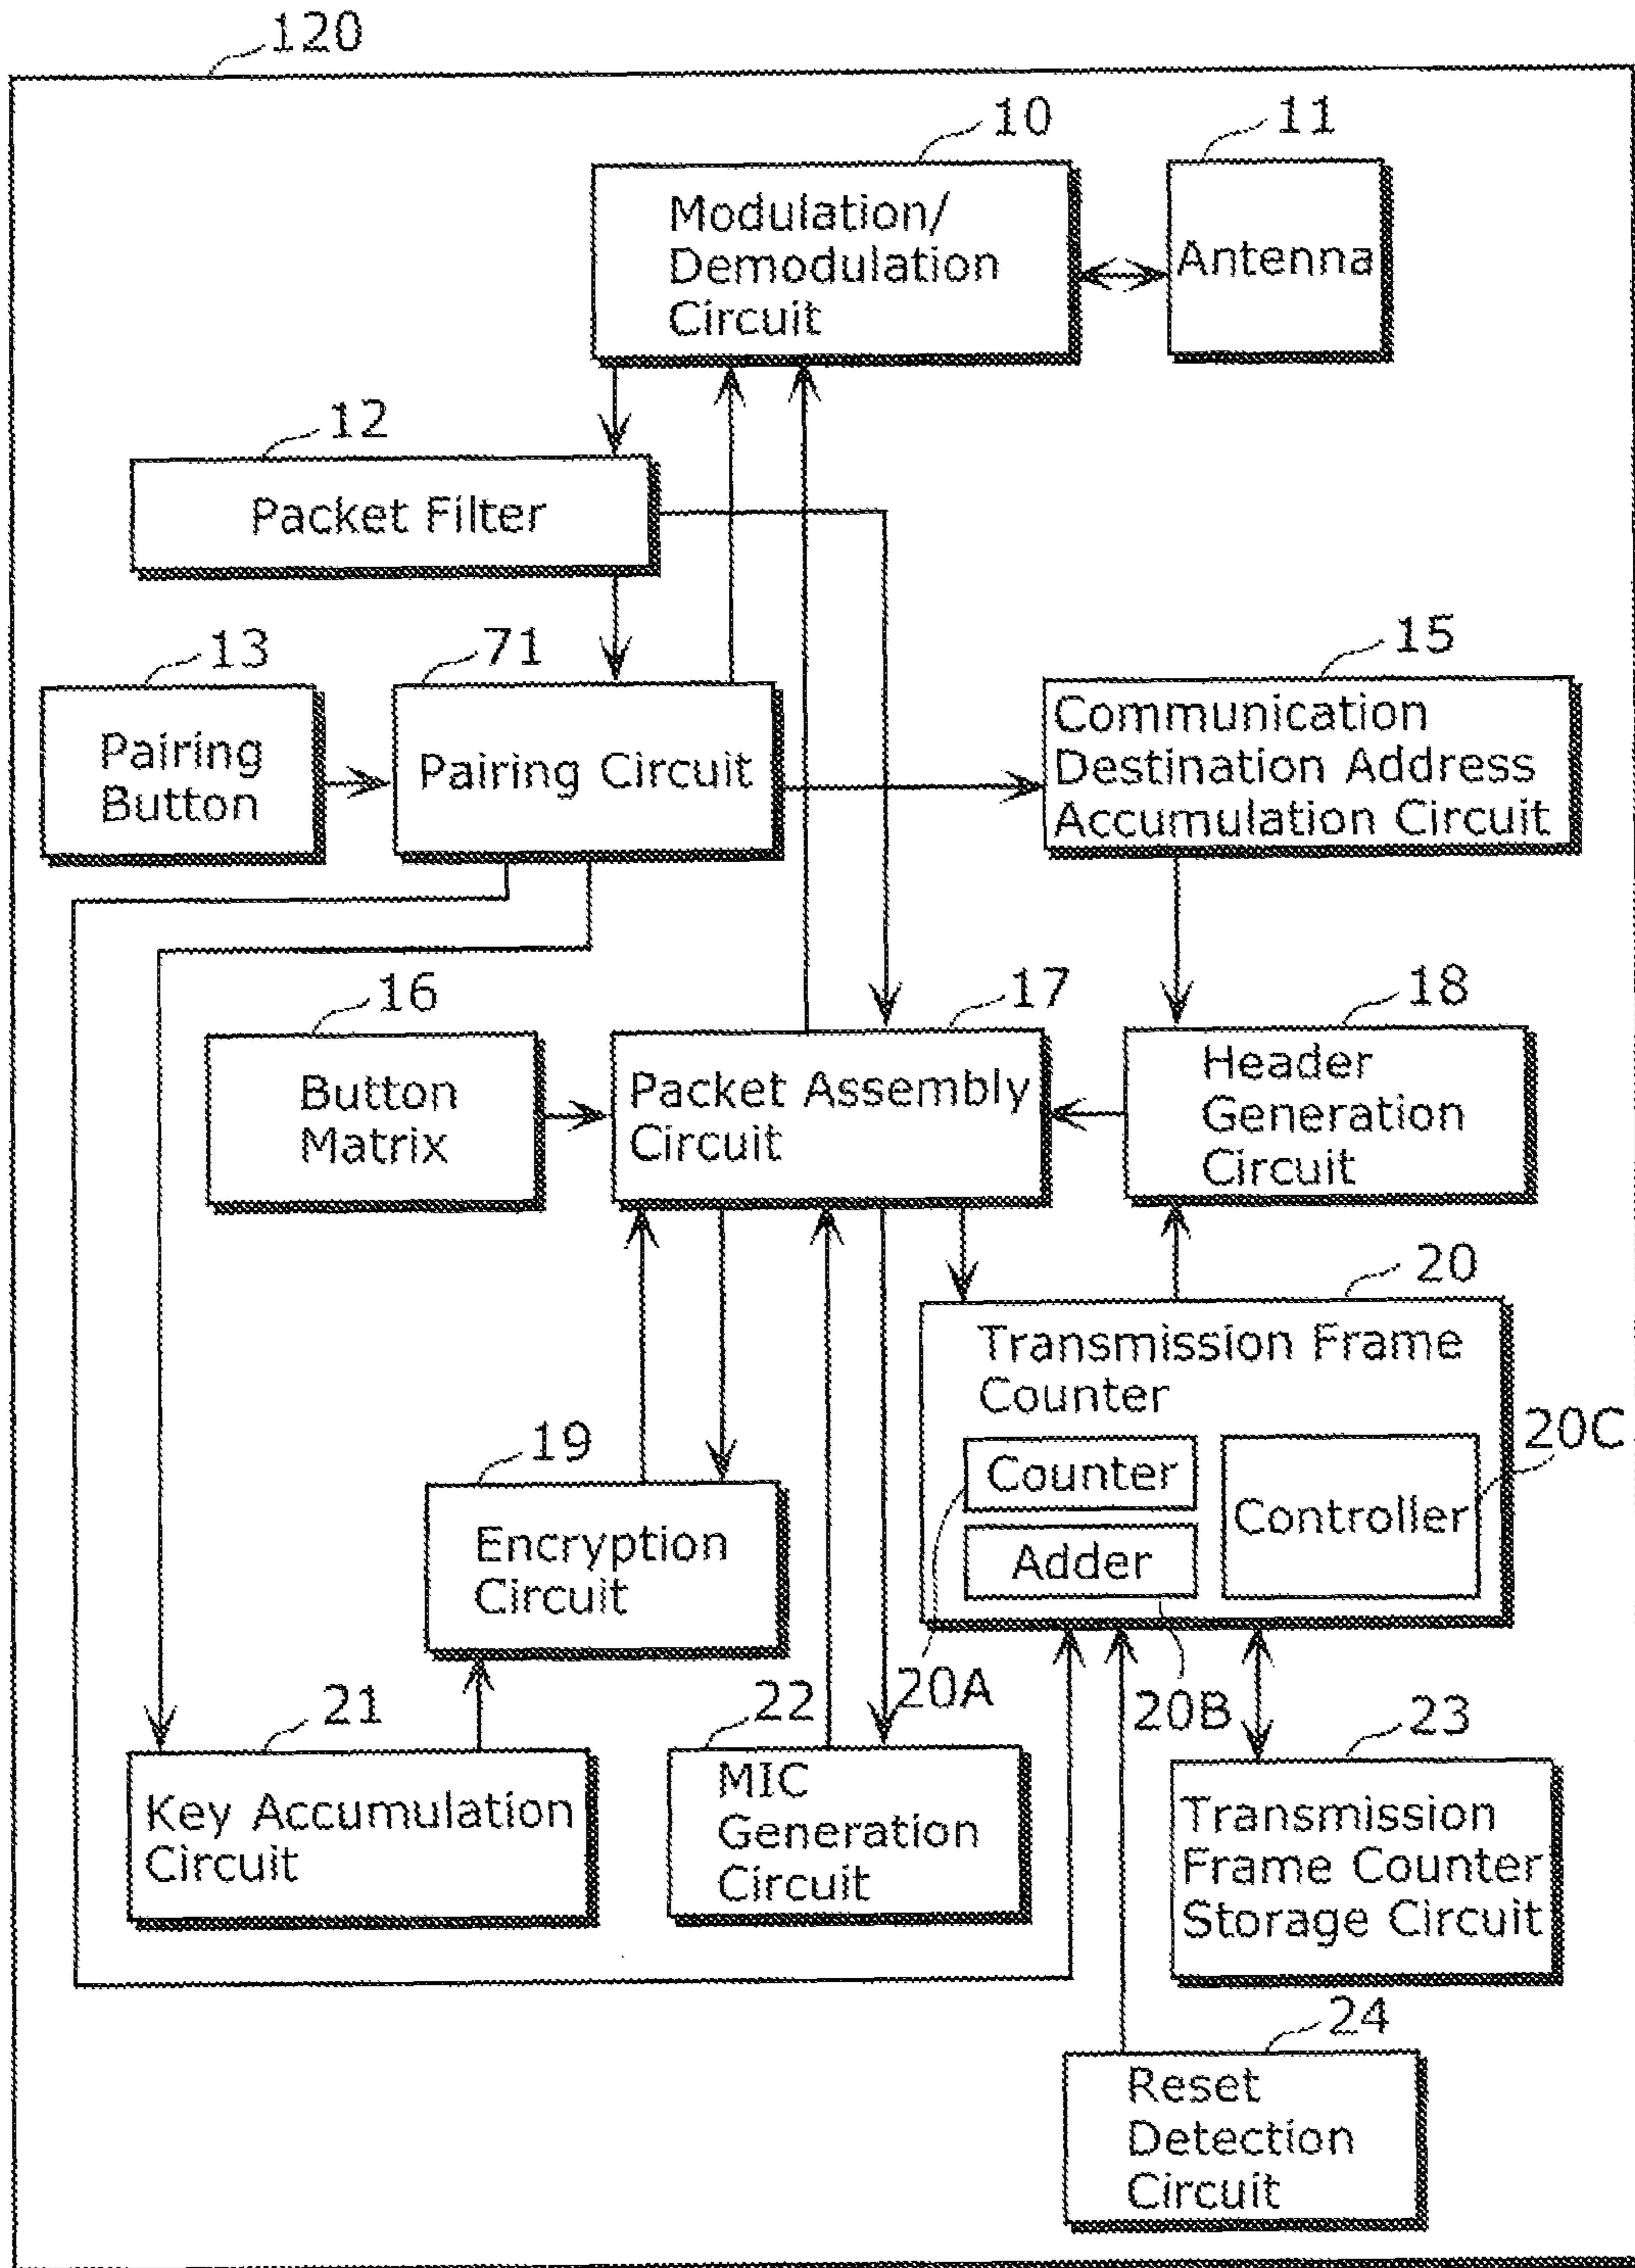 120
10
11
Modulation/
Demodulation
Circuit
Antenna
12
Packet Filter
13
71
15
Pairing
Button
Pairing Circuit
Communication
Destination Address
Accumulation Circuit
16
17
18
Button
Matrix
Packet Assembly
Circuit
Header
Generation
Circuit
20
Transmission Frame
Counter
20C
Counter
Controller
Adder
19
Encryption
Circuit
20A
20B
21
22
23
Key Accumulation
Circuit
MIC
Generation
Circuit
Transmission
Frame Counter
Storage Circuit
24
Reset
Detection
Circuit